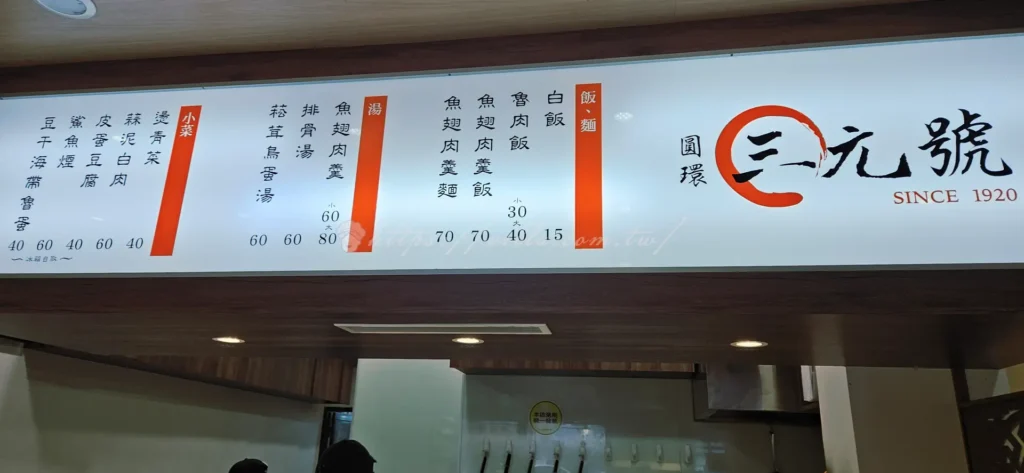 圓環 三元號
SINCE 1920
飯、麵
白飯 15
魯肉飯 小30 大40
魚翅肉羹飯 70
魚翅肉羹麵 70
湯
魚翅肉羹 小60 大80
排骨湯 60
菇茸鳥蛋湯 60
小菜
燙青菜 40
蒜泥白肉 60
皮蛋豆腐 40
鯊魚煙 60
豆干海帶魯蛋 40